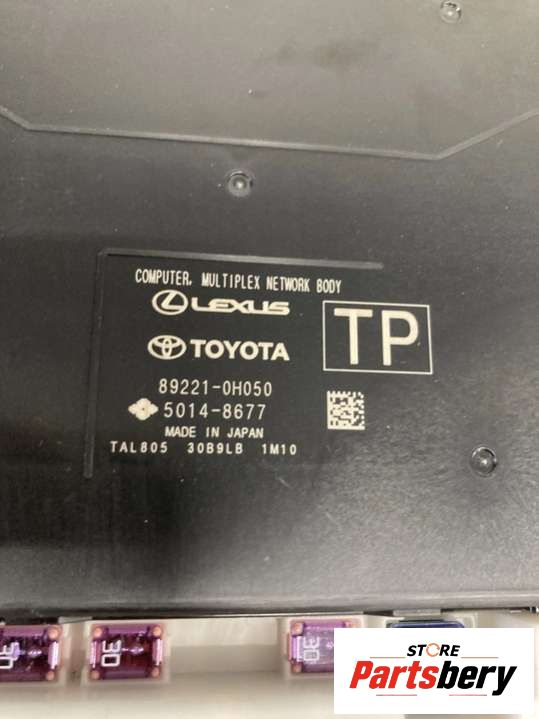 COMPUTER, MULTIPLEX NETWORK BODY
LEXUS
TOYOTA
TP
89221-0H050
5014-8677
MADE IN JAPAN
TAL805 30B9LB 1M10
30
30
30
STORE
Partsbery